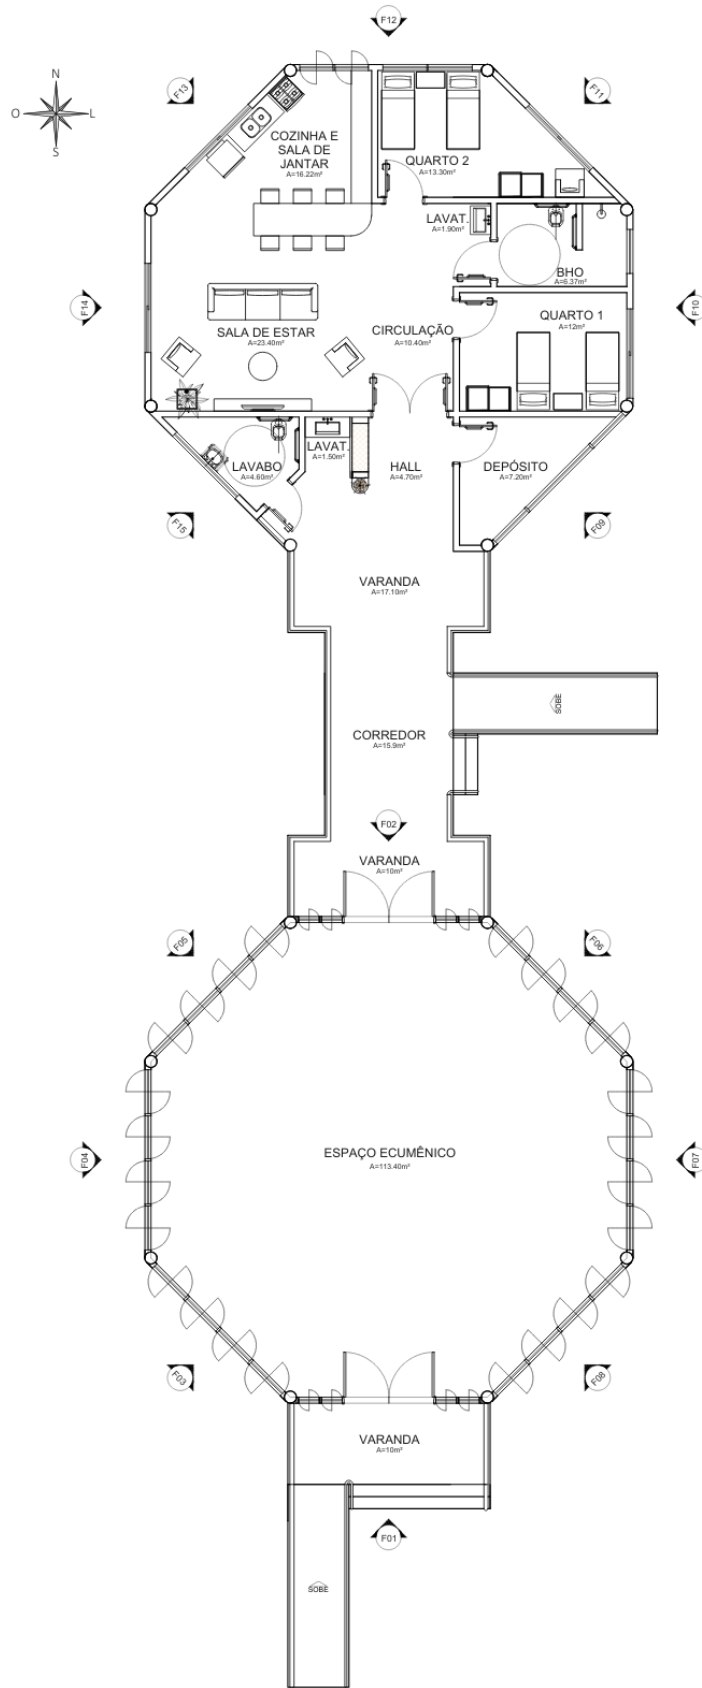 F12
N
F13
F11
O
L
S
COZINHA E
SALA DE
JANTAR
A=16.22m²
QUARTO 2
A=13.30m²
LAVAT.
A=1.90m²
BHO
A=6.37m²
F14
F10
SALA DE ESTAR
A=23.40m²
CIRCULAÇÃO
A=10.40m²
QUARTO 1
A=12m²
LAVABO
A=4.60m²
LAVAT.
A=1.50m²
HALL
A=4.70m²
DEPÓSITO
A=7.20m²
F15
F09
VARANDA
A=17.10m²
SOBE
CORREDOR
A=15.9m²
F02
VARANDA
A=10m²
F05
F06
ESPAÇO ECUMÊNICO
A=113.40m²
F04
F07
F03
F08
VARANDA
A=10m²
F01
SOBE